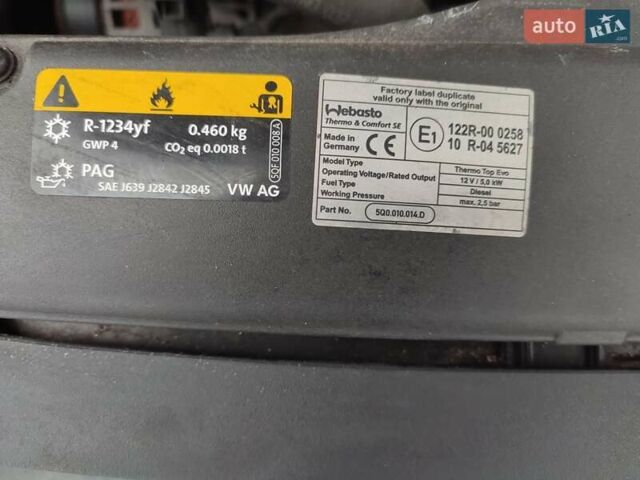 auto RIA.com
R-1234yf 0.460 kg
GWP 4 CO2 eq 0.0018 t
PAG
SAE J639 J2842 J2845 VW AG
5QF 010 008 A
Factory label duplicate
valid only with the original
Webasto
Thermo & Comfort SE
Made in
Germany CE
E1 122R-00 0258
10 R-04 5627
Model Type Thermo Top Evo
Operating Voltage/Rated Output 12 V / 5,0 kW
Fuel Type Diesel
Working Pressure max. 2,5 bar
Part No. 5Q0.010.014.D